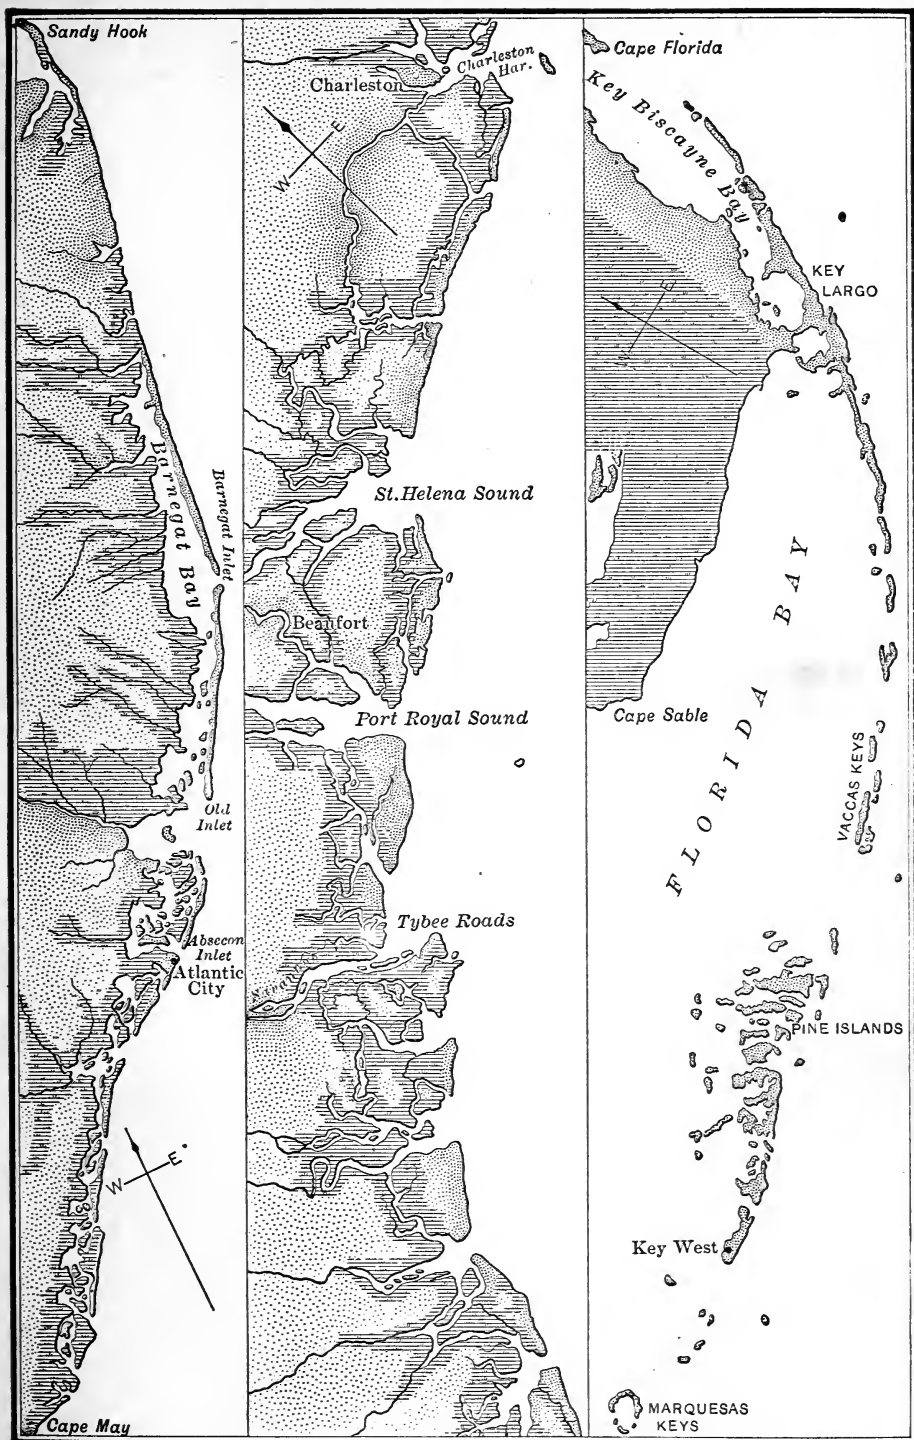 Sandy Hook
Barnegat Bay
Barnegat Inlet
Old
Inlet
Absecon
Inlet
Atlantic
City
W
E
Cape May
Charleston
Har.
Charleston
E
W
St. Helena Sound
Beaufort
Port Royal Sound
Tybee Roads
Cape Florida
Key Biscayne Bay
KEY
LARGO
E
FLORIDA BAY
Cape Sable
VACCAS KEYS
PINE ISLANDS
Key West
MARQUESAS
KEYS